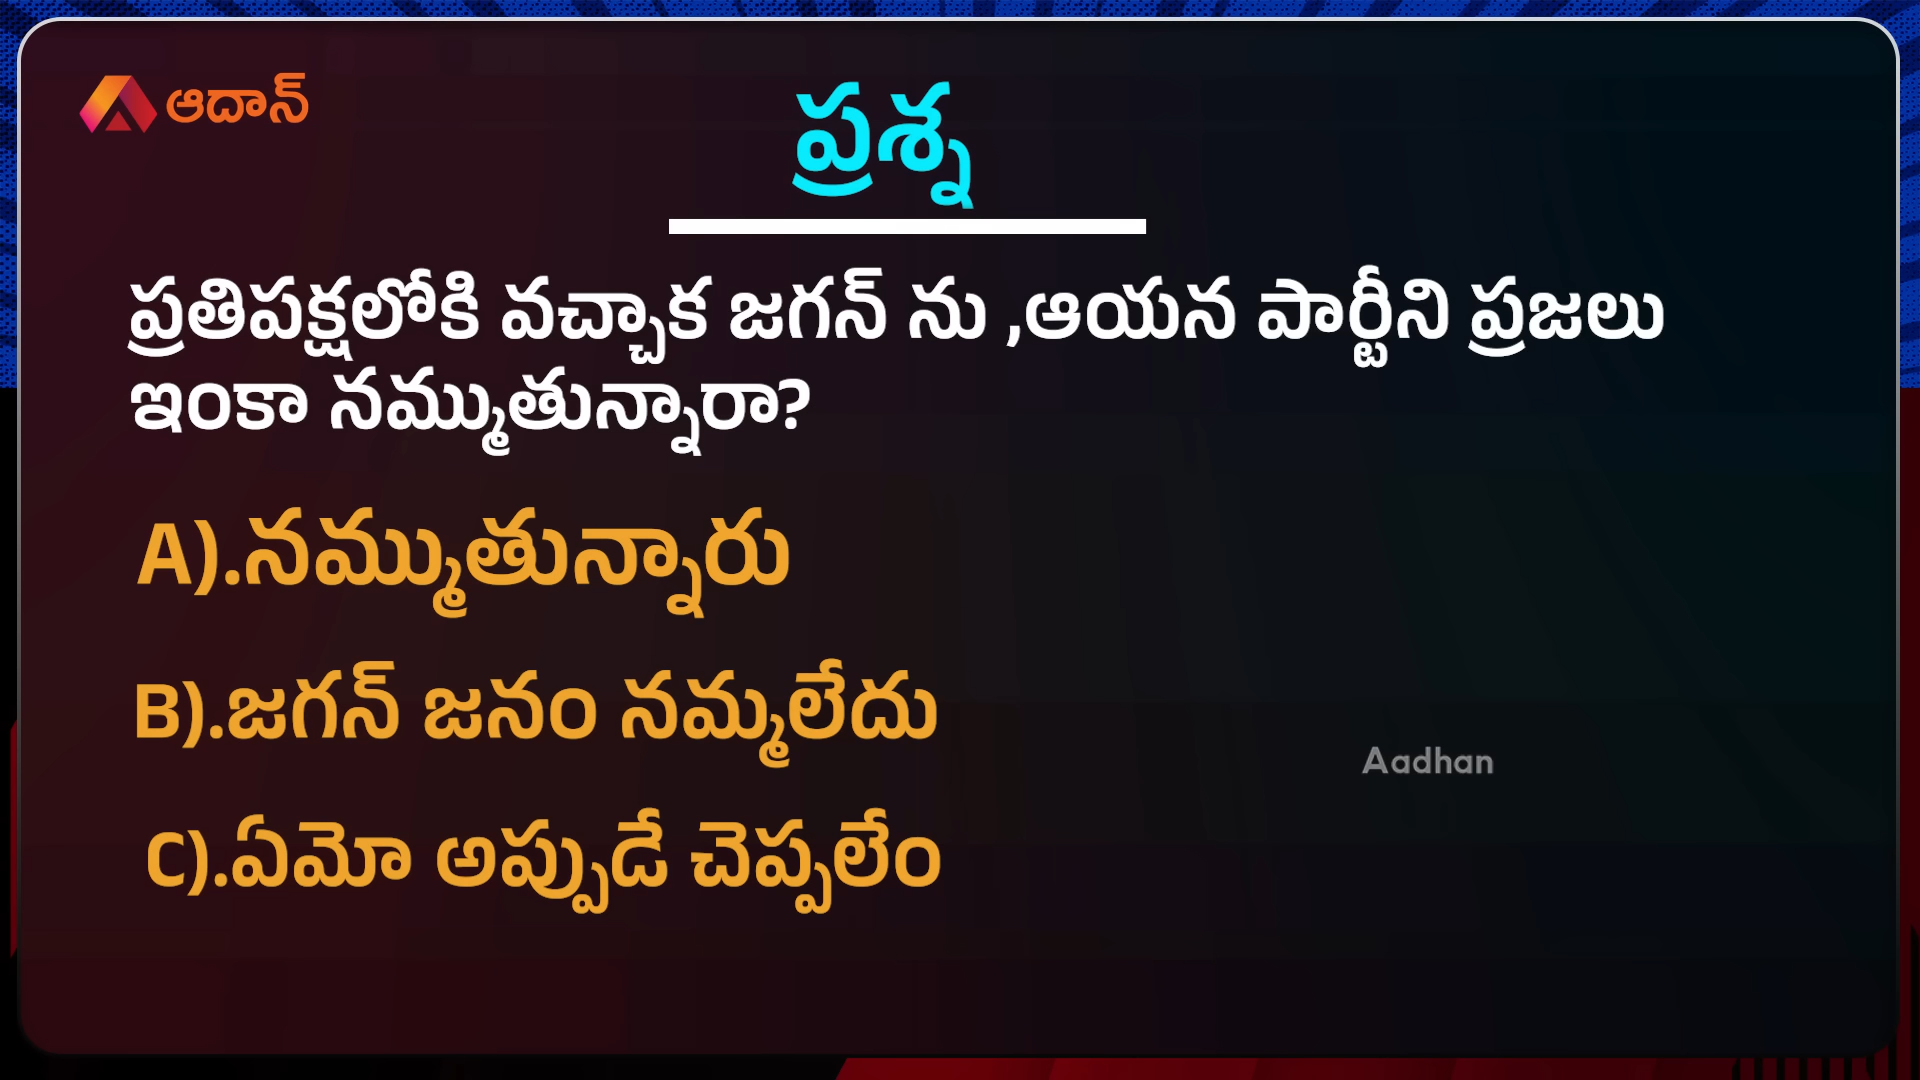 ఆదాన్
ప్రశ్న
ప్రతిపక్షలోకి వచ్చాక జగన్ ను ,ఆయన పార్టీని ప్రజలు
ఇంకా నమ్ముతున్నారా?
A).నమ్ముతున్నారు
B).జగన్ జనం నమ్మలేదు
Aadhan
C).ఏమో అప్పుడే చెప్పలేం